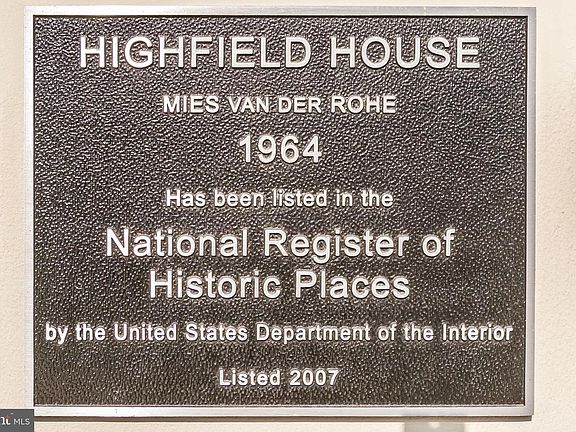 HIGHFIELD HOUSE
MIES VAN DER ROHE
1964
Has been listed in the
National Register of
Historic Places
by the United States Department of the Interior
Listed 2007
MLS